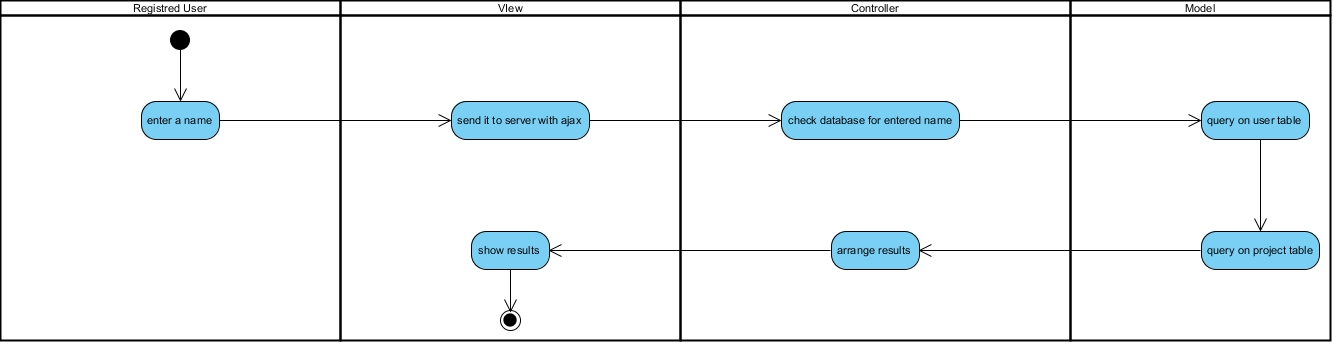 Registred User
VIew
Controller
Model
enter a name
send it to server with ajax
check database for entered name
query on user table
show results
arrange results
query on project table